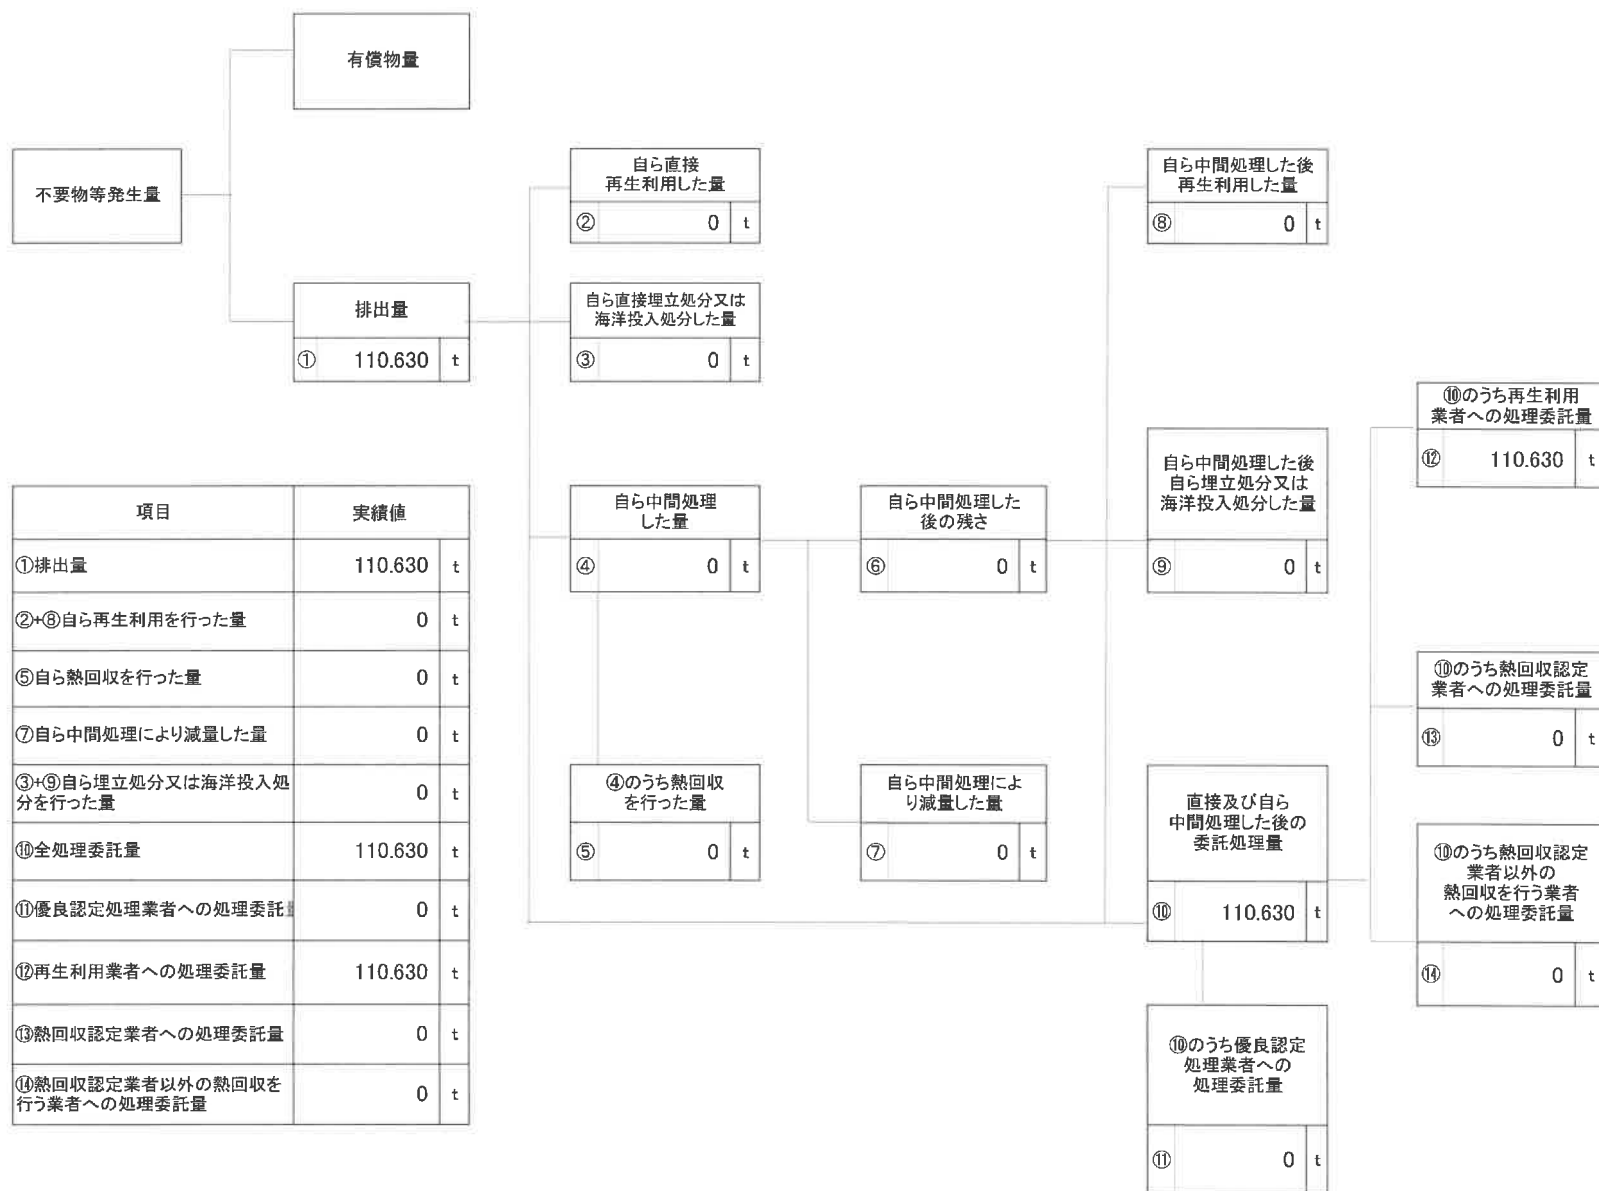 有償物量
不要物等発生量
排出量
① 110.630 t
自ら直接
再生利用した量
② 0 t
自ら直接埋立処分又は
海洋投入処分した量
③ 0 t
自ら中間処理
した量
④ 0 t
④のうち熱回収
を行った量
⑤ 0 t
自ら中間処理した
後の残さ
⑥ 0 t
自ら中間処理によ
り減量した量
⑦ 0 t
自ら中間処理した後
再生利用した量
⑧ 0 t
自ら中間処理した後
自ら埋立処分又は
海洋投入処分した量
⑨ 0 t
直接及び自ら
中間処理した後の
委託処理量
⑩ 110.630 t
⑩のうち優良認定
処理業者への
処理委託量
⑪ 0 t
⑩のうち再生利用
業者への処理委託量
⑫ 110.630 t
⑩のうち熱回収認定
業者への処理委託量
⑬ 0 t
⑩のうち熱回収認定
業者以外の
熱回収を行う業者
への処理委託量
⑭ 0 t
項目 実績値
①排出量 110.630 t
②+⑧自ら再生利用を行った量 0 t
⑤自ら熱回収を行った量 0 t
⑦自ら中間処理により減量した量 0 t
③+⑨自ら埋立処分又は海洋投入処
分を行った量 0 t
⑩全処理委託量 110.630 t
⑪優良認定処理業者への処理委託 0 t
⑫再生利用業者への処理委託量 110.630 t
⑬熱回収認定業者への処理委託量 0 t
⑭熱回収認定業者以外の熱回収を
行う業者への処理委託量 0 t